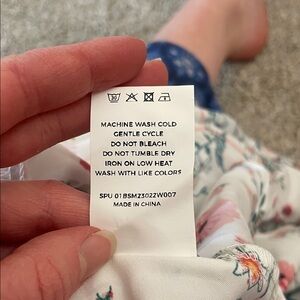 MACHINE WASH COLD
GENTLE CYCLE
DO NOT BLEACH
DO NOT TUMBLE DRY
IRON ON LOW HEAT
WASH WITH LIKE COLORS
SPU 01BSM23022W007
MADE IN CHINA